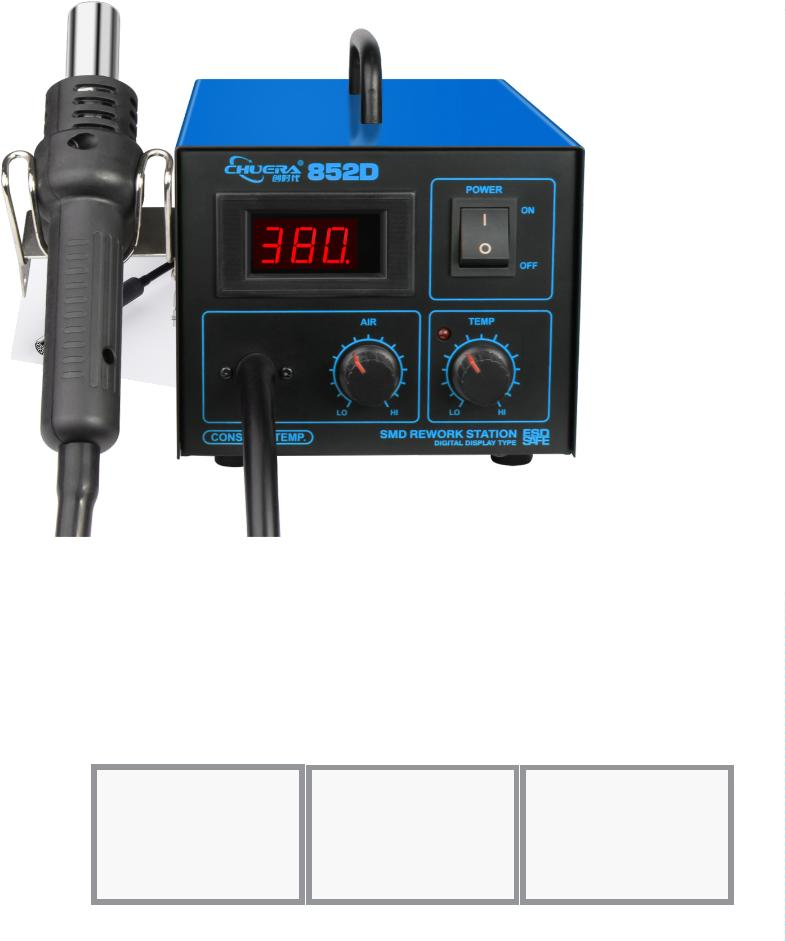 CHUERA®
创时代
852D
POWER
ON
OFF
380.
AIR
LO
HI
TEMP
LO
HI
TEMP.
SMD REWORK STATION
DIGITAL DISPLAY TYPE
ESD
SAFE